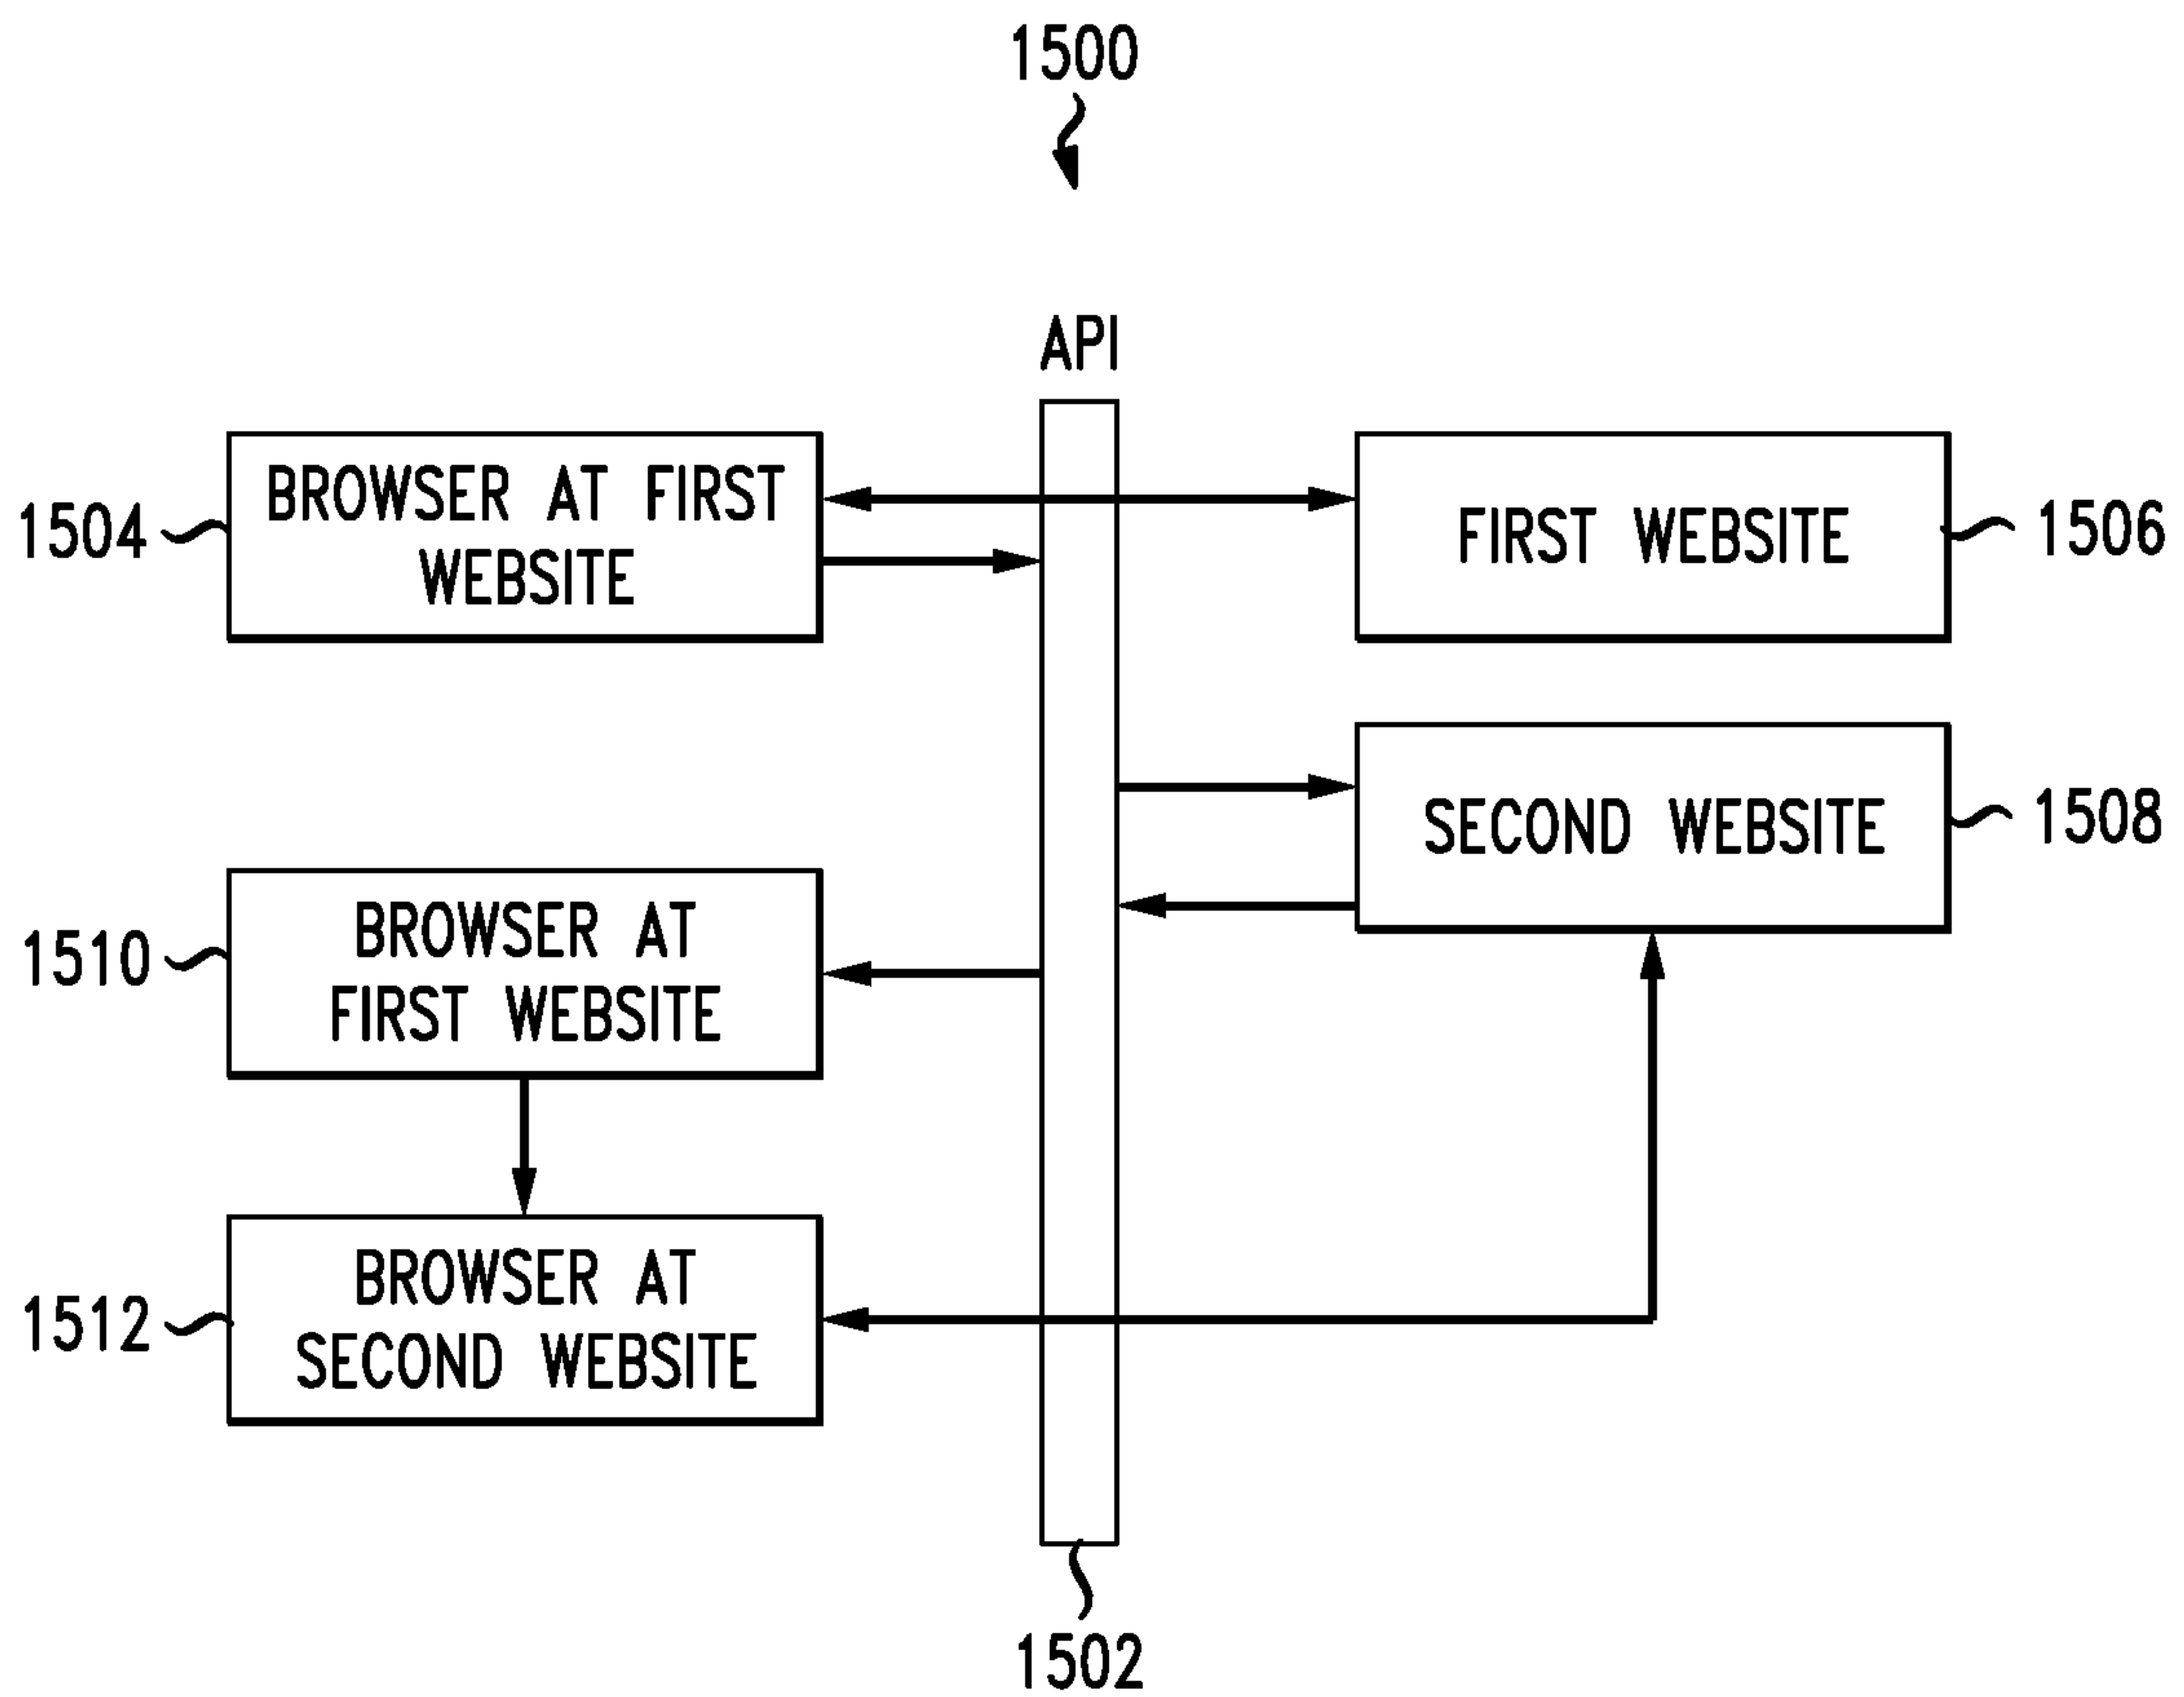 1500
API
BROWSER AT FIRST
WEBSITE
1504
FIRST WEBSITE
1506
SECOND WEBSITE
1508
BROWSER AT
FIRST WEBSITE
1510
BROWSER AT
SECOND WEBSITE
1512
1502